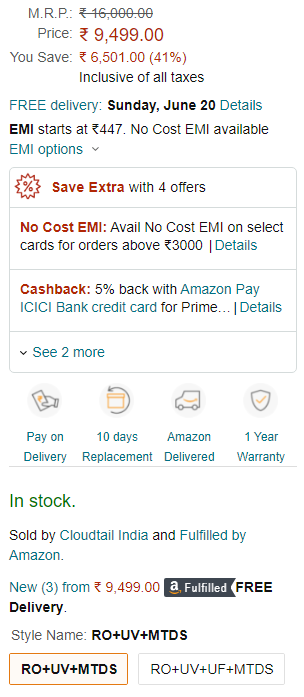 M.R.P.: ₹ 16,000.00
Price: ₹ 9,499.00
You Save: ₹ 6,501.00 (41%)
Inclusive of all taxes
FREE delivery: Sunday, June 20 Details
EMI starts at ₹447. No Cost EMI available
EMI options
Save Extra with 4 offers
No Cost EMI: Avail No Cost EMI on select
cards for orders above ₹3000 | Details
Cashback: 5% back with Amazon Pay
ICICI Bank credit card for Prime... | Details
See 2 more
Pay on
Delivery
10 days
Replacement
Amazon
Delivered
1 Year
Warranty
In stock.
Sold by Cloudtail India and Fulfilled by
Amazon.
New (3) from ₹ 9,499.00 a Fulfilled FREE
Delivery.
Style Name: RO+UV+MTDS
RO+UV+MTDS RO+UV+UF+MTDS